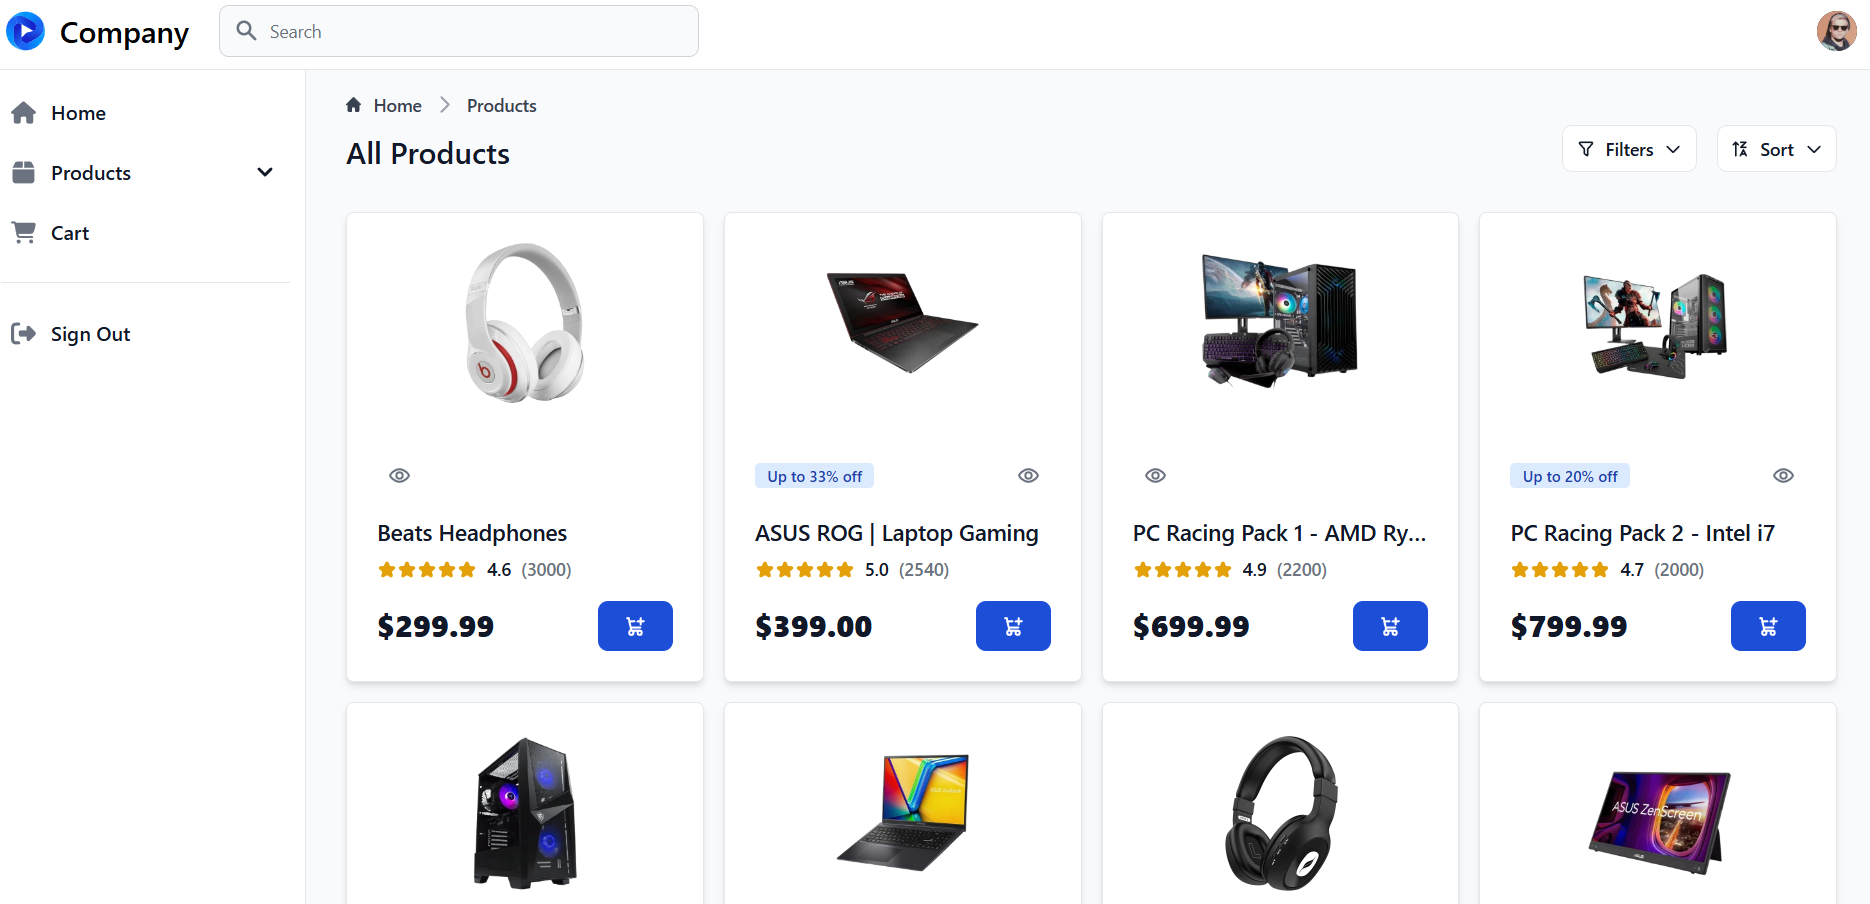 Company
Search
Home
Products
Cart
Sign Out
Home
Products
All Products
Filters
Sort
Up to 33% off
Up to 20% off
Beats Headphones
ASUS ROG | Laptop Gaming
PC Racing Pack 1 - AMD Ry...
PC Racing Pack 2 - Intel i7
4.6 (3000)
5.0 (2540)
4.9 (2200)
4.7 (2000)
$299.99
$399.00
$699.99
$799.99
ASUS ZenScreen